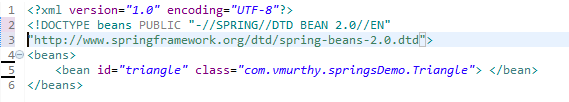 1 <?xml version="1.0" encoding="UTF-8"?>
2 <!DOCTYPE beans PUBLIC "-//SPRING//DTD BEAN 2.0//EN"
3 "http://www.springframework.org/dtd/spring-beans-2.0.dtd">
4 <beans>
5 <bean id="triangle" class="com.vmurthy.springsDemo.Triangle"> </bean>
6 </beans>